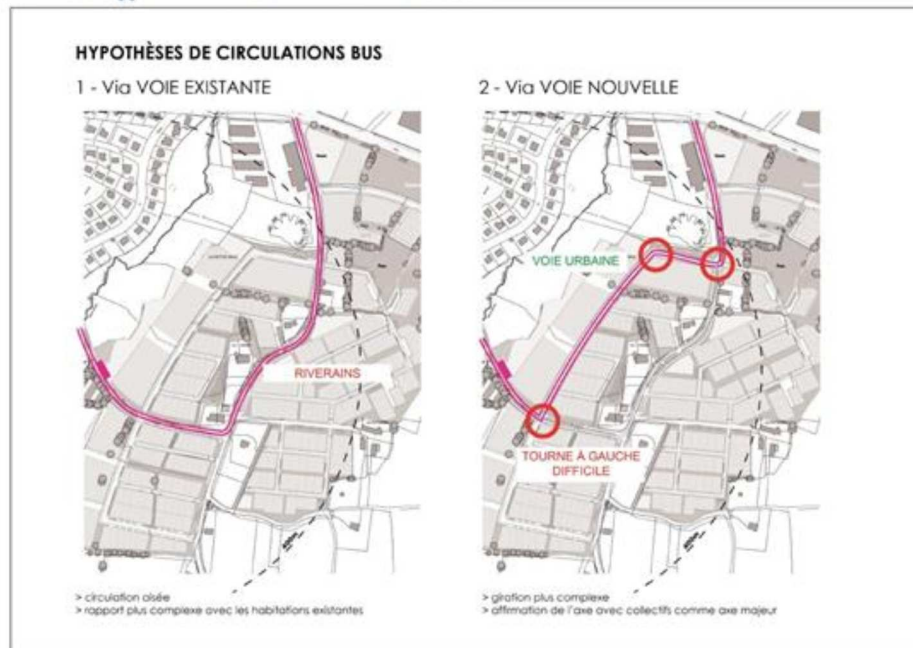 HYPOTHÈSES DE CIRCULATIONS BUS
1 - Via VOIE EXISTANTE
RIVERAINS
> circulation aisée
> rapport plus complexe avec les habitations existantes
2 - Via VOIE NOUVELLE
VOIE URBAINE
TOURNE À GAUCHE
DIFFICILE
> giration plus complexe
> affirmation de l'axe avec collectifs comme axe majeur